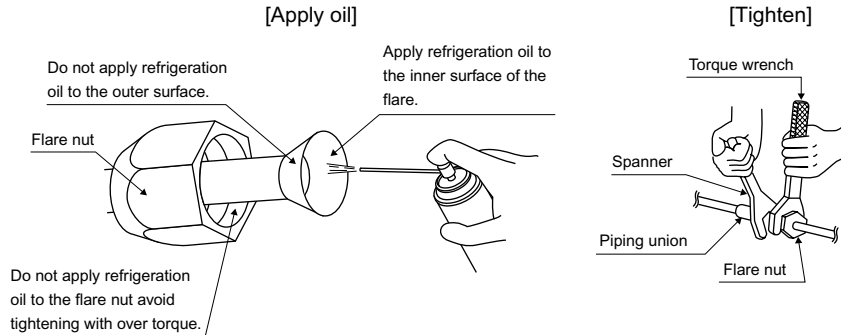 [Apply oil]
Do not apply refrigeration
oil to the outer surface.
Apply refrigeration oil to
the inner surface of the
flare.
Flare nut
Do not apply refrigeration
oil to the flare nut avoid
tightening with over torque.
[Tighten]
Torque wrench
Spanner
Piping union
Flare nut